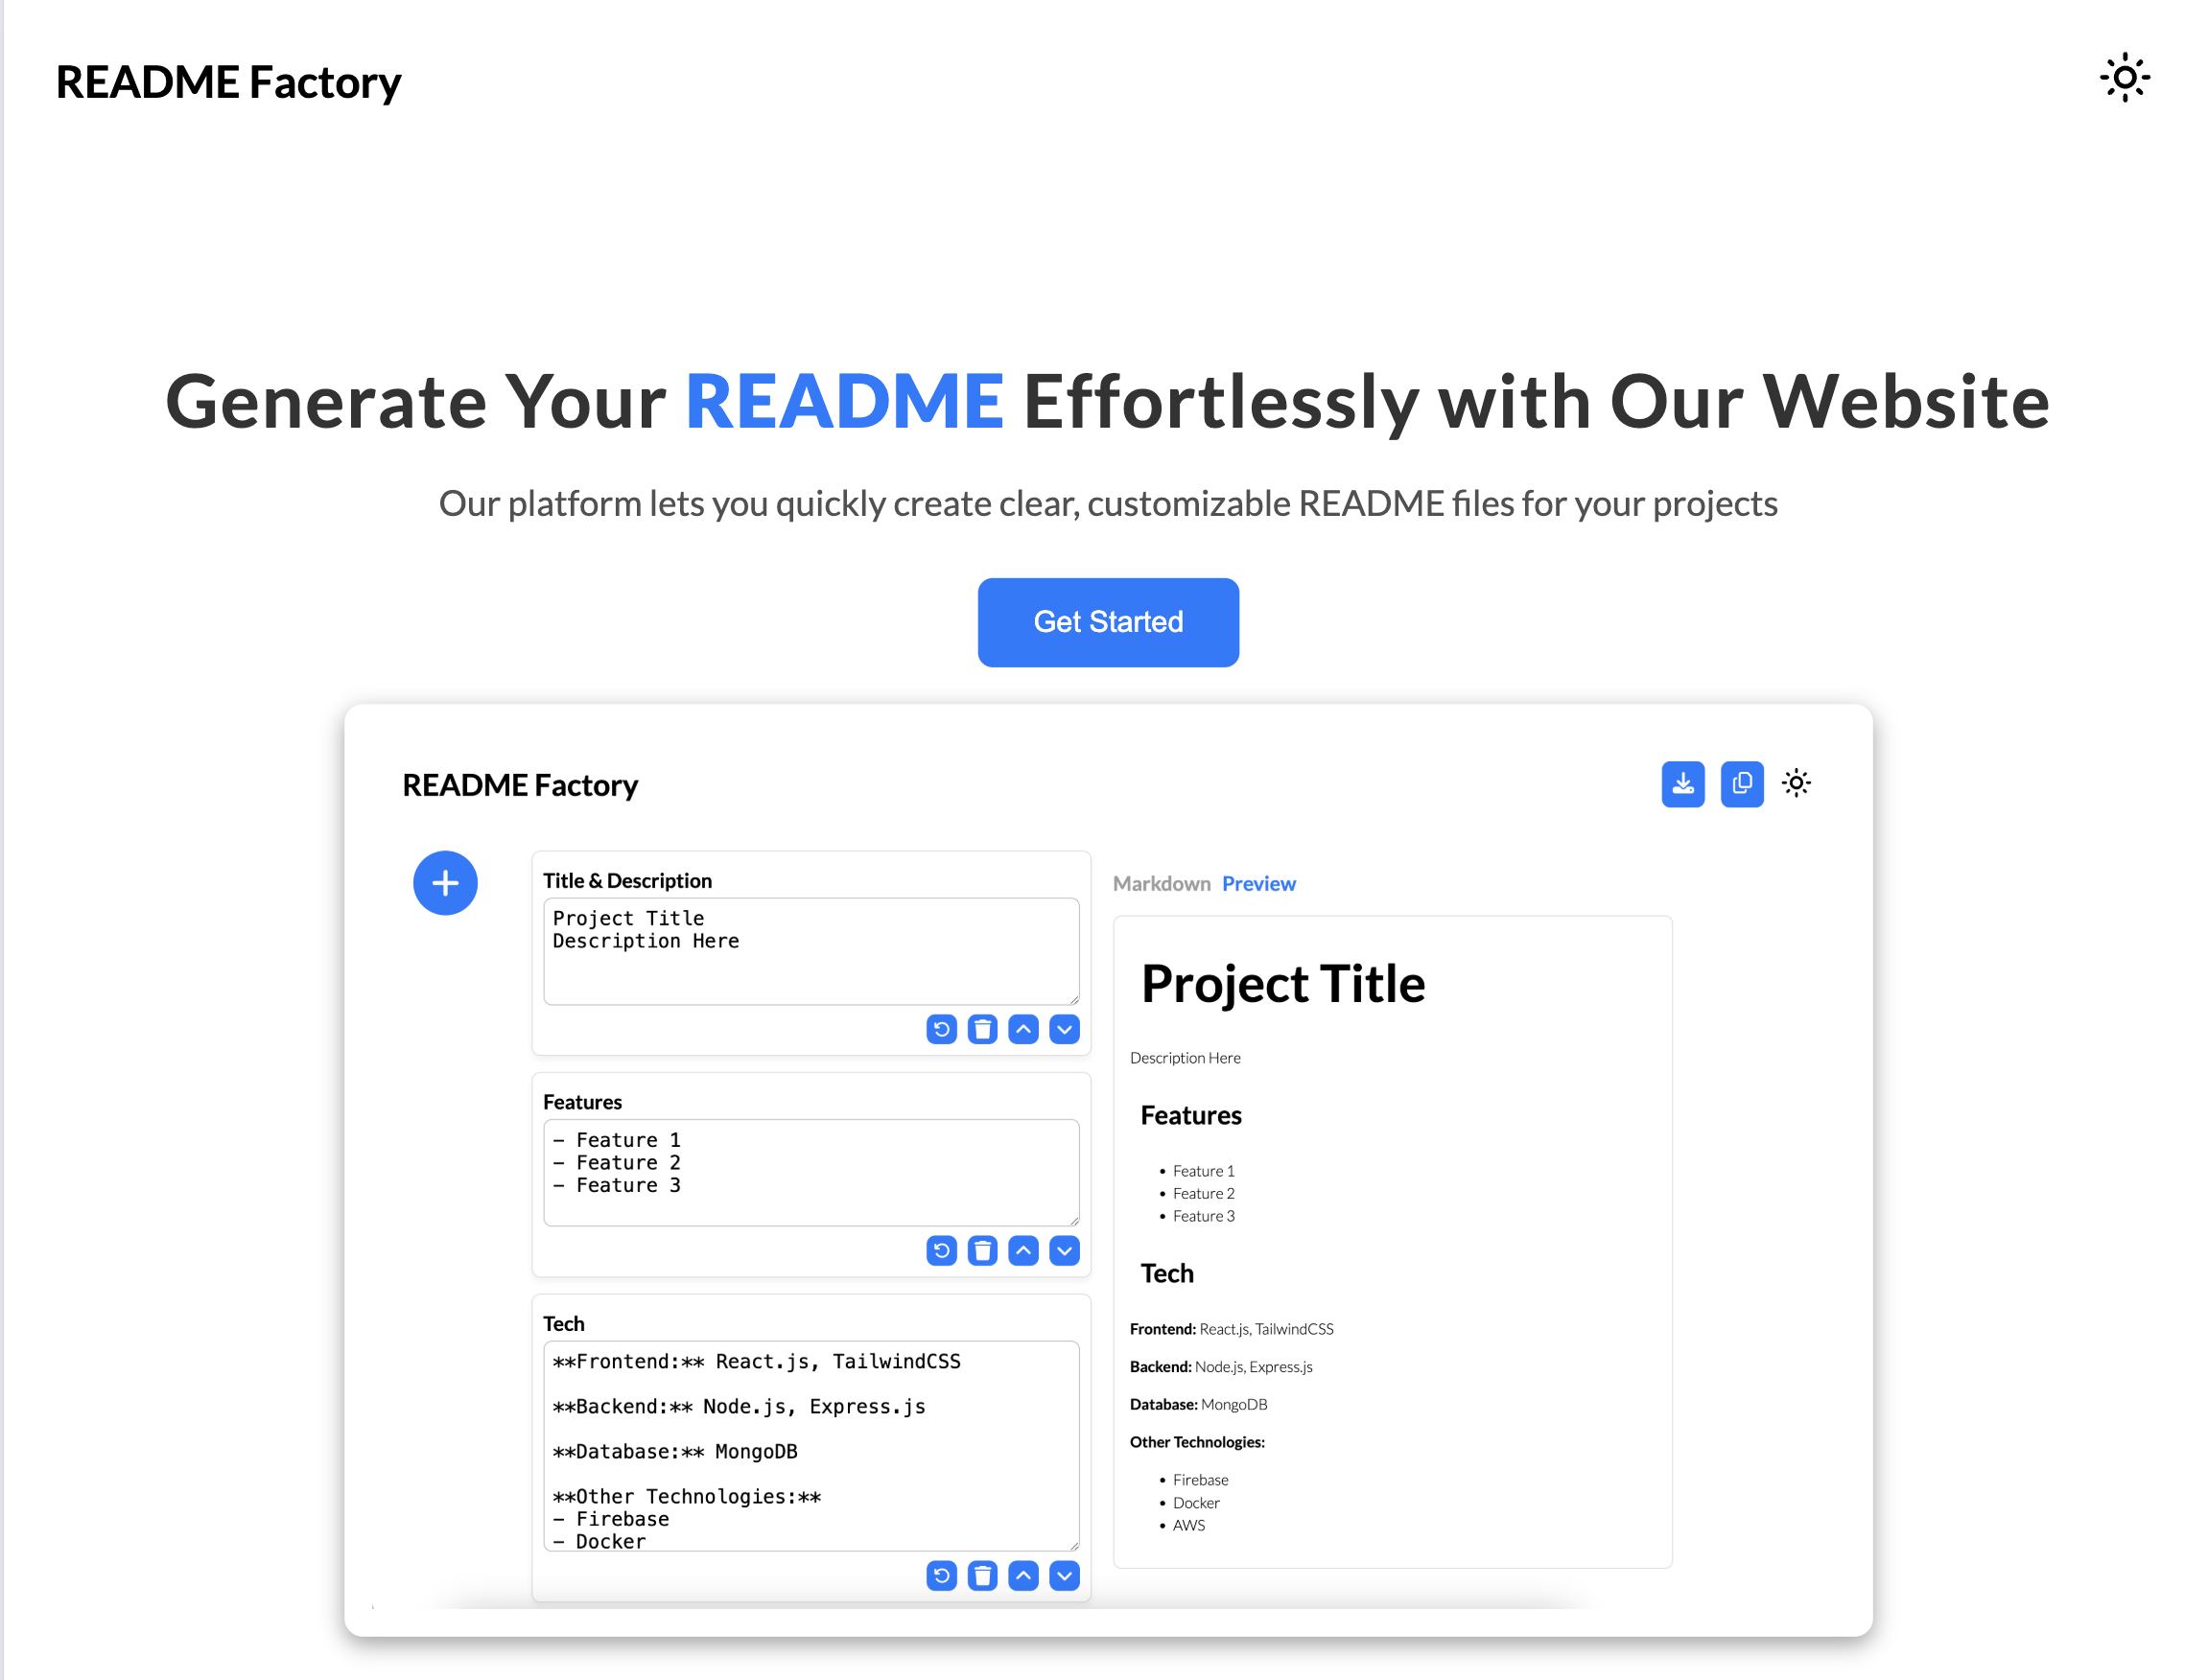 README Factory
Generate Your README Effortlessly with Our Website
Our platform lets you quickly create clear, customizable README files for your projects
Get Started
README Factory
Title & Description
Project Title
Description Here
Features
- Feature 1
- Feature 2
- Feature 3
Tech
**Frontend:** React.js, TailwindCSS
**Backend:** Node.js, Express.js
**Database:** MongoDB
**Other Technologies:**
- Firebase
- Docker
Markdown Preview
Project Title
Description Here
Features
• Feature 1
• Feature 2
• Feature 3
Tech
Frontend: React.js, TailwindCSS
Backend: Node.js, Express.js
Database: MongoDB
Other Technologies:
• Firebase
• Docker
• AWS